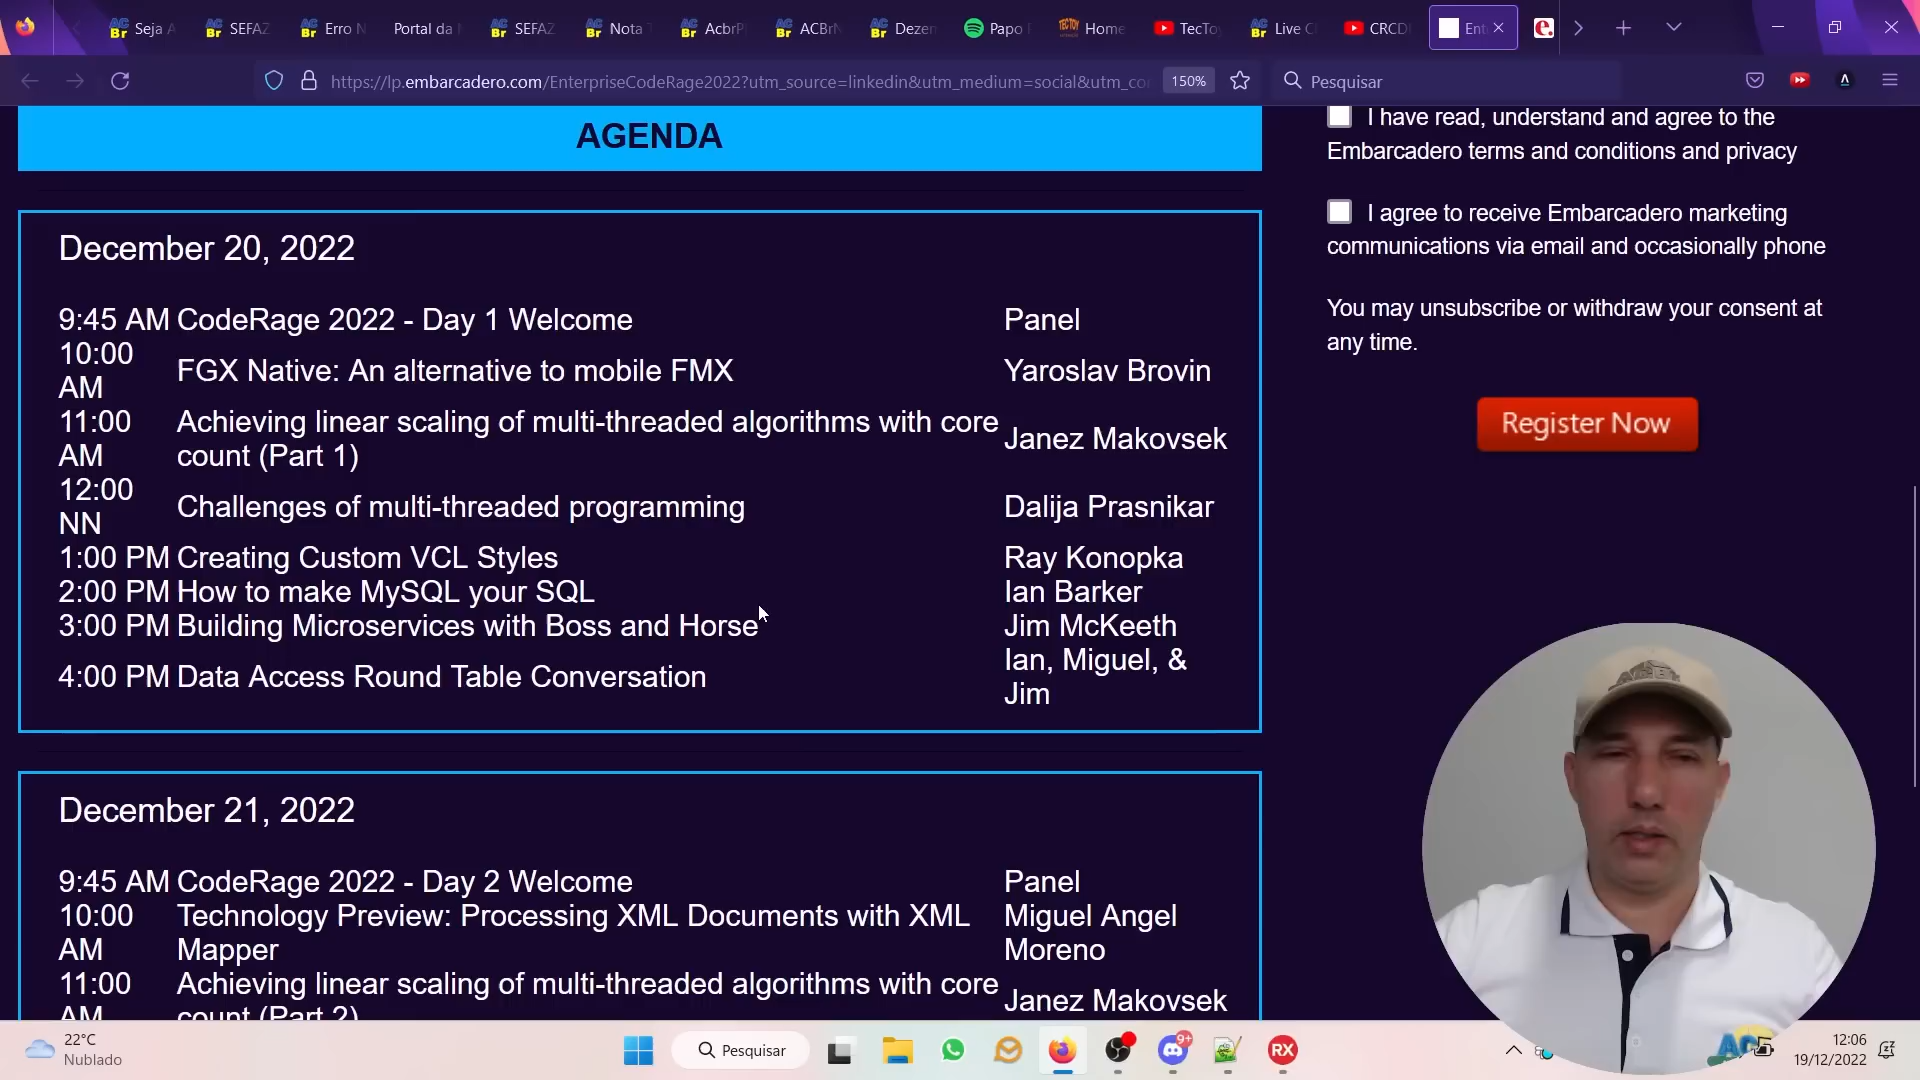 Seja A
SEFAZ
Erro N
Portal da
SEFAZ
Nota
AcbrP
ACBrN
Dezen
Papo
Home
TecTo
Live C
CRCD
Ent
https://lp.embarcadero.com/EnterpriseCodeRage2022?utm_source=linkedin&utm_medium=social&utm_co
150%
Pesquisar
AGENDA
December 20, 2022
9:45 AM CodeRage 2022 - Day 1 Welcome Panel
10:00 AM FGX Native: An alternative to mobile FMX Yaroslav Brovin
11:00 AM Achieving linear scaling of multi-threaded algorithms with core count (Part 1) Janez Makovsek
12:00 NN Challenges of multi-threaded programming Dalija Prasnikar
1:00 PM Creating Custom VCL Styles Ray Konopka
2:00 PM How to make MySQL your SQL Ian Barker
3:00 PM Building Microservices with Boss and Horse Jim McKeeth
4:00 PM Data Access Round Table Conversation Ian, Miguel, & Jim
December 21, 2022
9:45 AM CodeRage 2022 - Day 2 Welcome Panel
10:00 AM Technology Preview: Processing XML Documents with XML Mapper Miguel Angel Moreno
11:00 AM Achieving linear scaling of multi-threaded algorithms with core count (Part 2) Janez Makovsek
I have read, understand and agree to the
Embarcadero terms and conditions and privacy
I agree to receive Embarcadero marketing
communications via email and occasionally phone
You may unsubscribe or withdraw your consent at
any time.
Register Now
22°C
Nublado
Pesquisar
9+
RX
12:06
19/12/2022